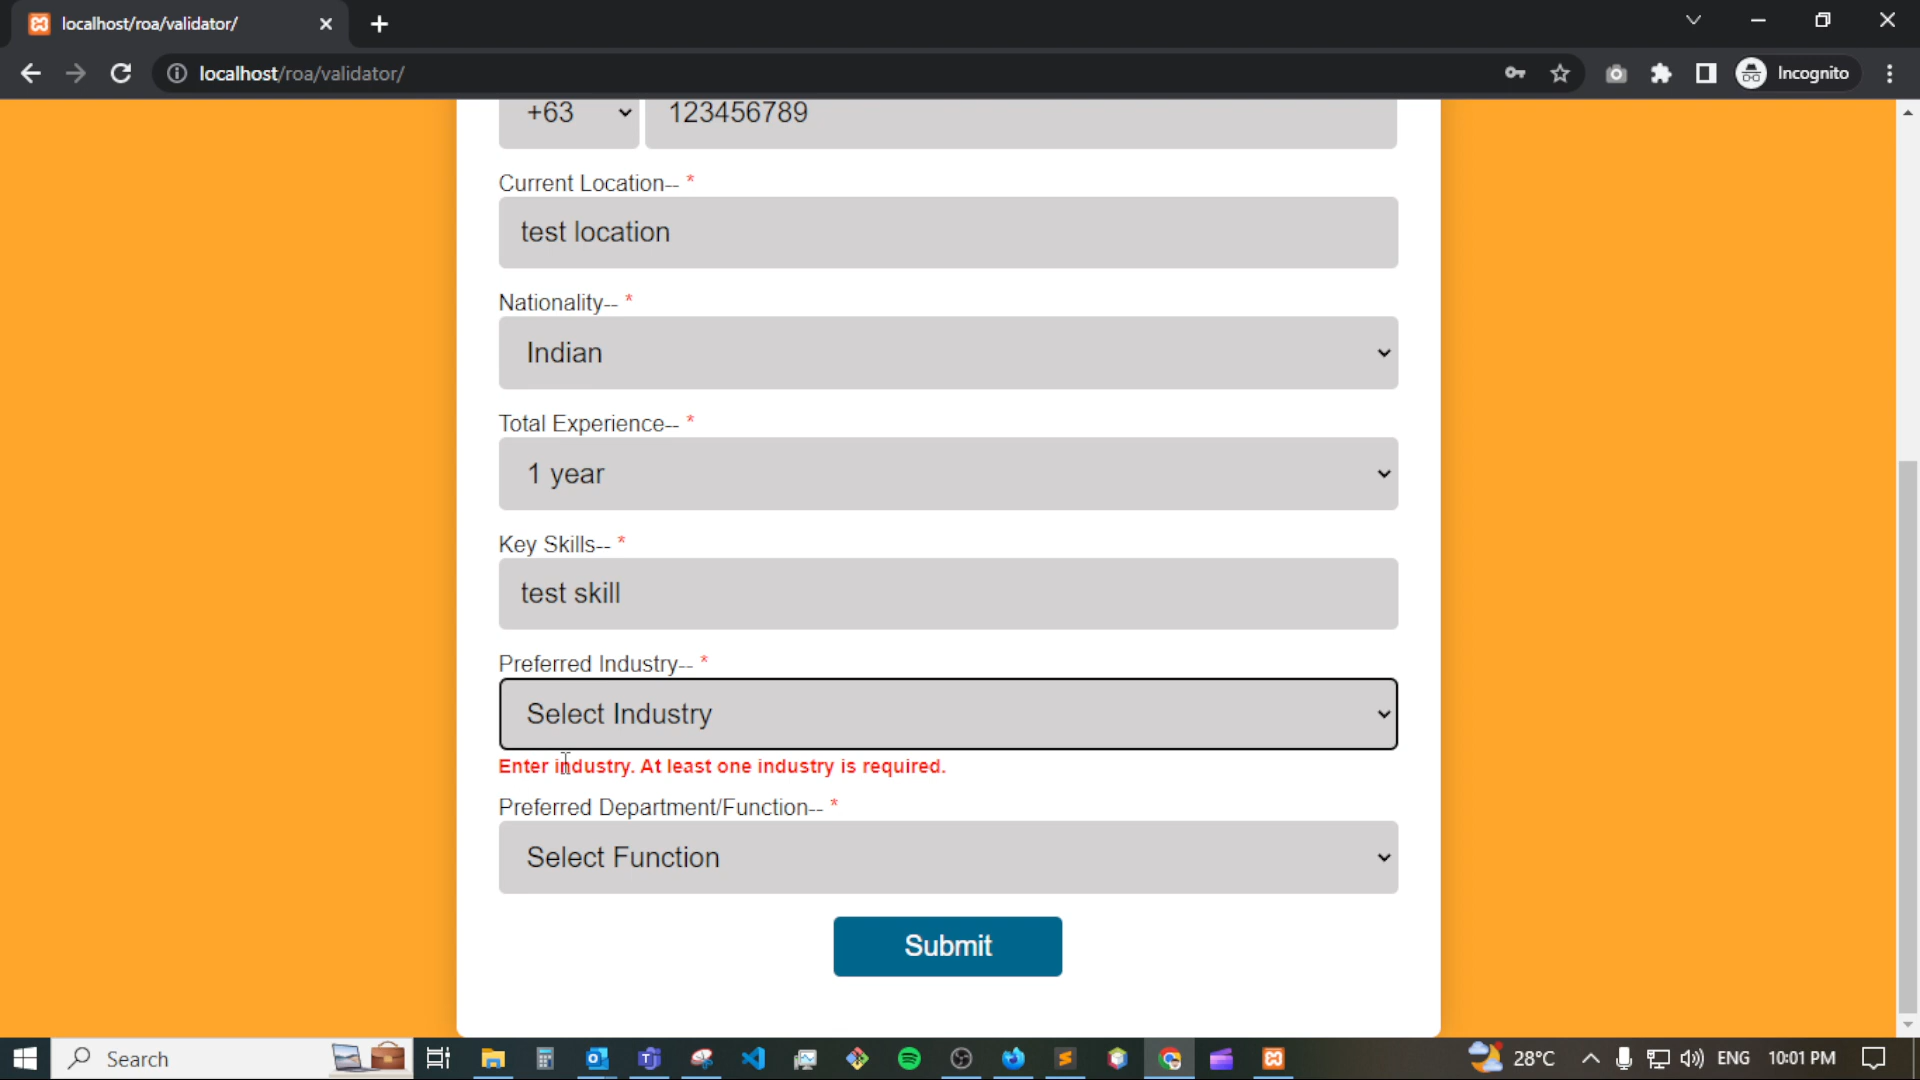 localhost/roa/validator/
localhost/roa/validator/
Incognito
+63
123456789
Current Location-- *
test location
Nationality-- *
Indian
Total Experience-- *
1 year
Key Skills-- *
test skill
Preferred Industry-- *
Select Industry
Enter industry. At least one industry is required.
Preferred Department/Function-- *
Select Function
Submit
Search
28°C
ENG
10:01 PM